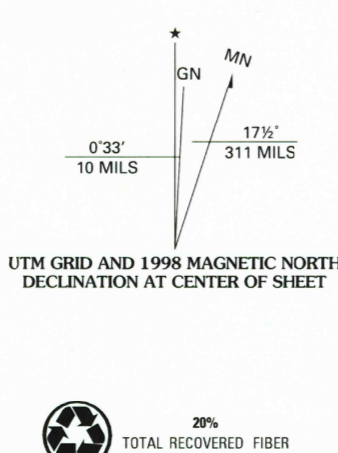 ★
MN
GN
17½°
0°33′
311 MILS
10 MILS
UTM GRID AND 1998 MAGNETIC NORTH
DECLINATION AT CENTER OF SHEET
20%
TOTAL RECOVERED FIBER